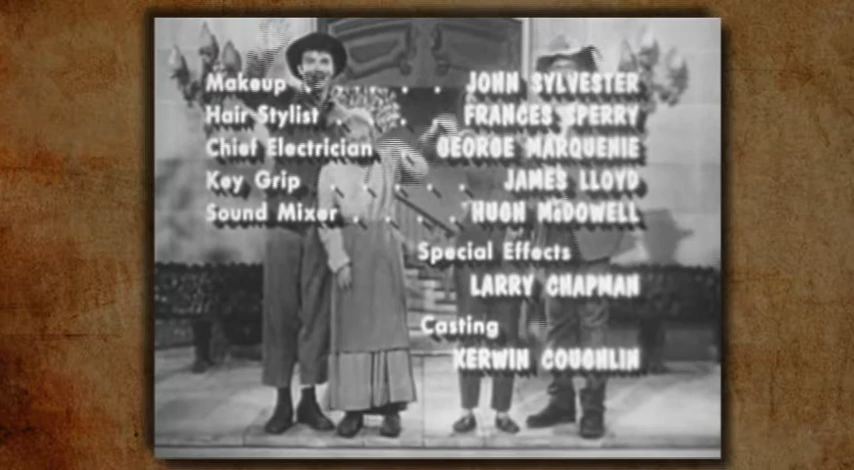 Makeup . . . . . JOHN SYLVESTER
Hair Stylist . . . FRANCES SPERRY
Chief Electrician GEORGE MARQUENIE
Key Grip . . . . . JAMES LLOYD
Sound Mixer . . . . HUGH McDOWELL
Special Effects
LARRY CHAPMAN
Casting
KERWIN COUGHLIN